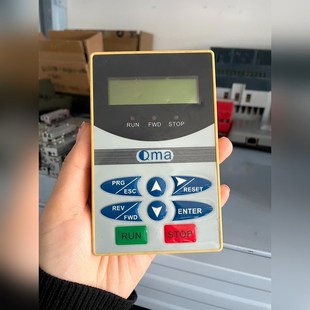 RUN FWD STOP
Oma
PRG ESC
RESET
REV FWD
ENTER
RUN STOP